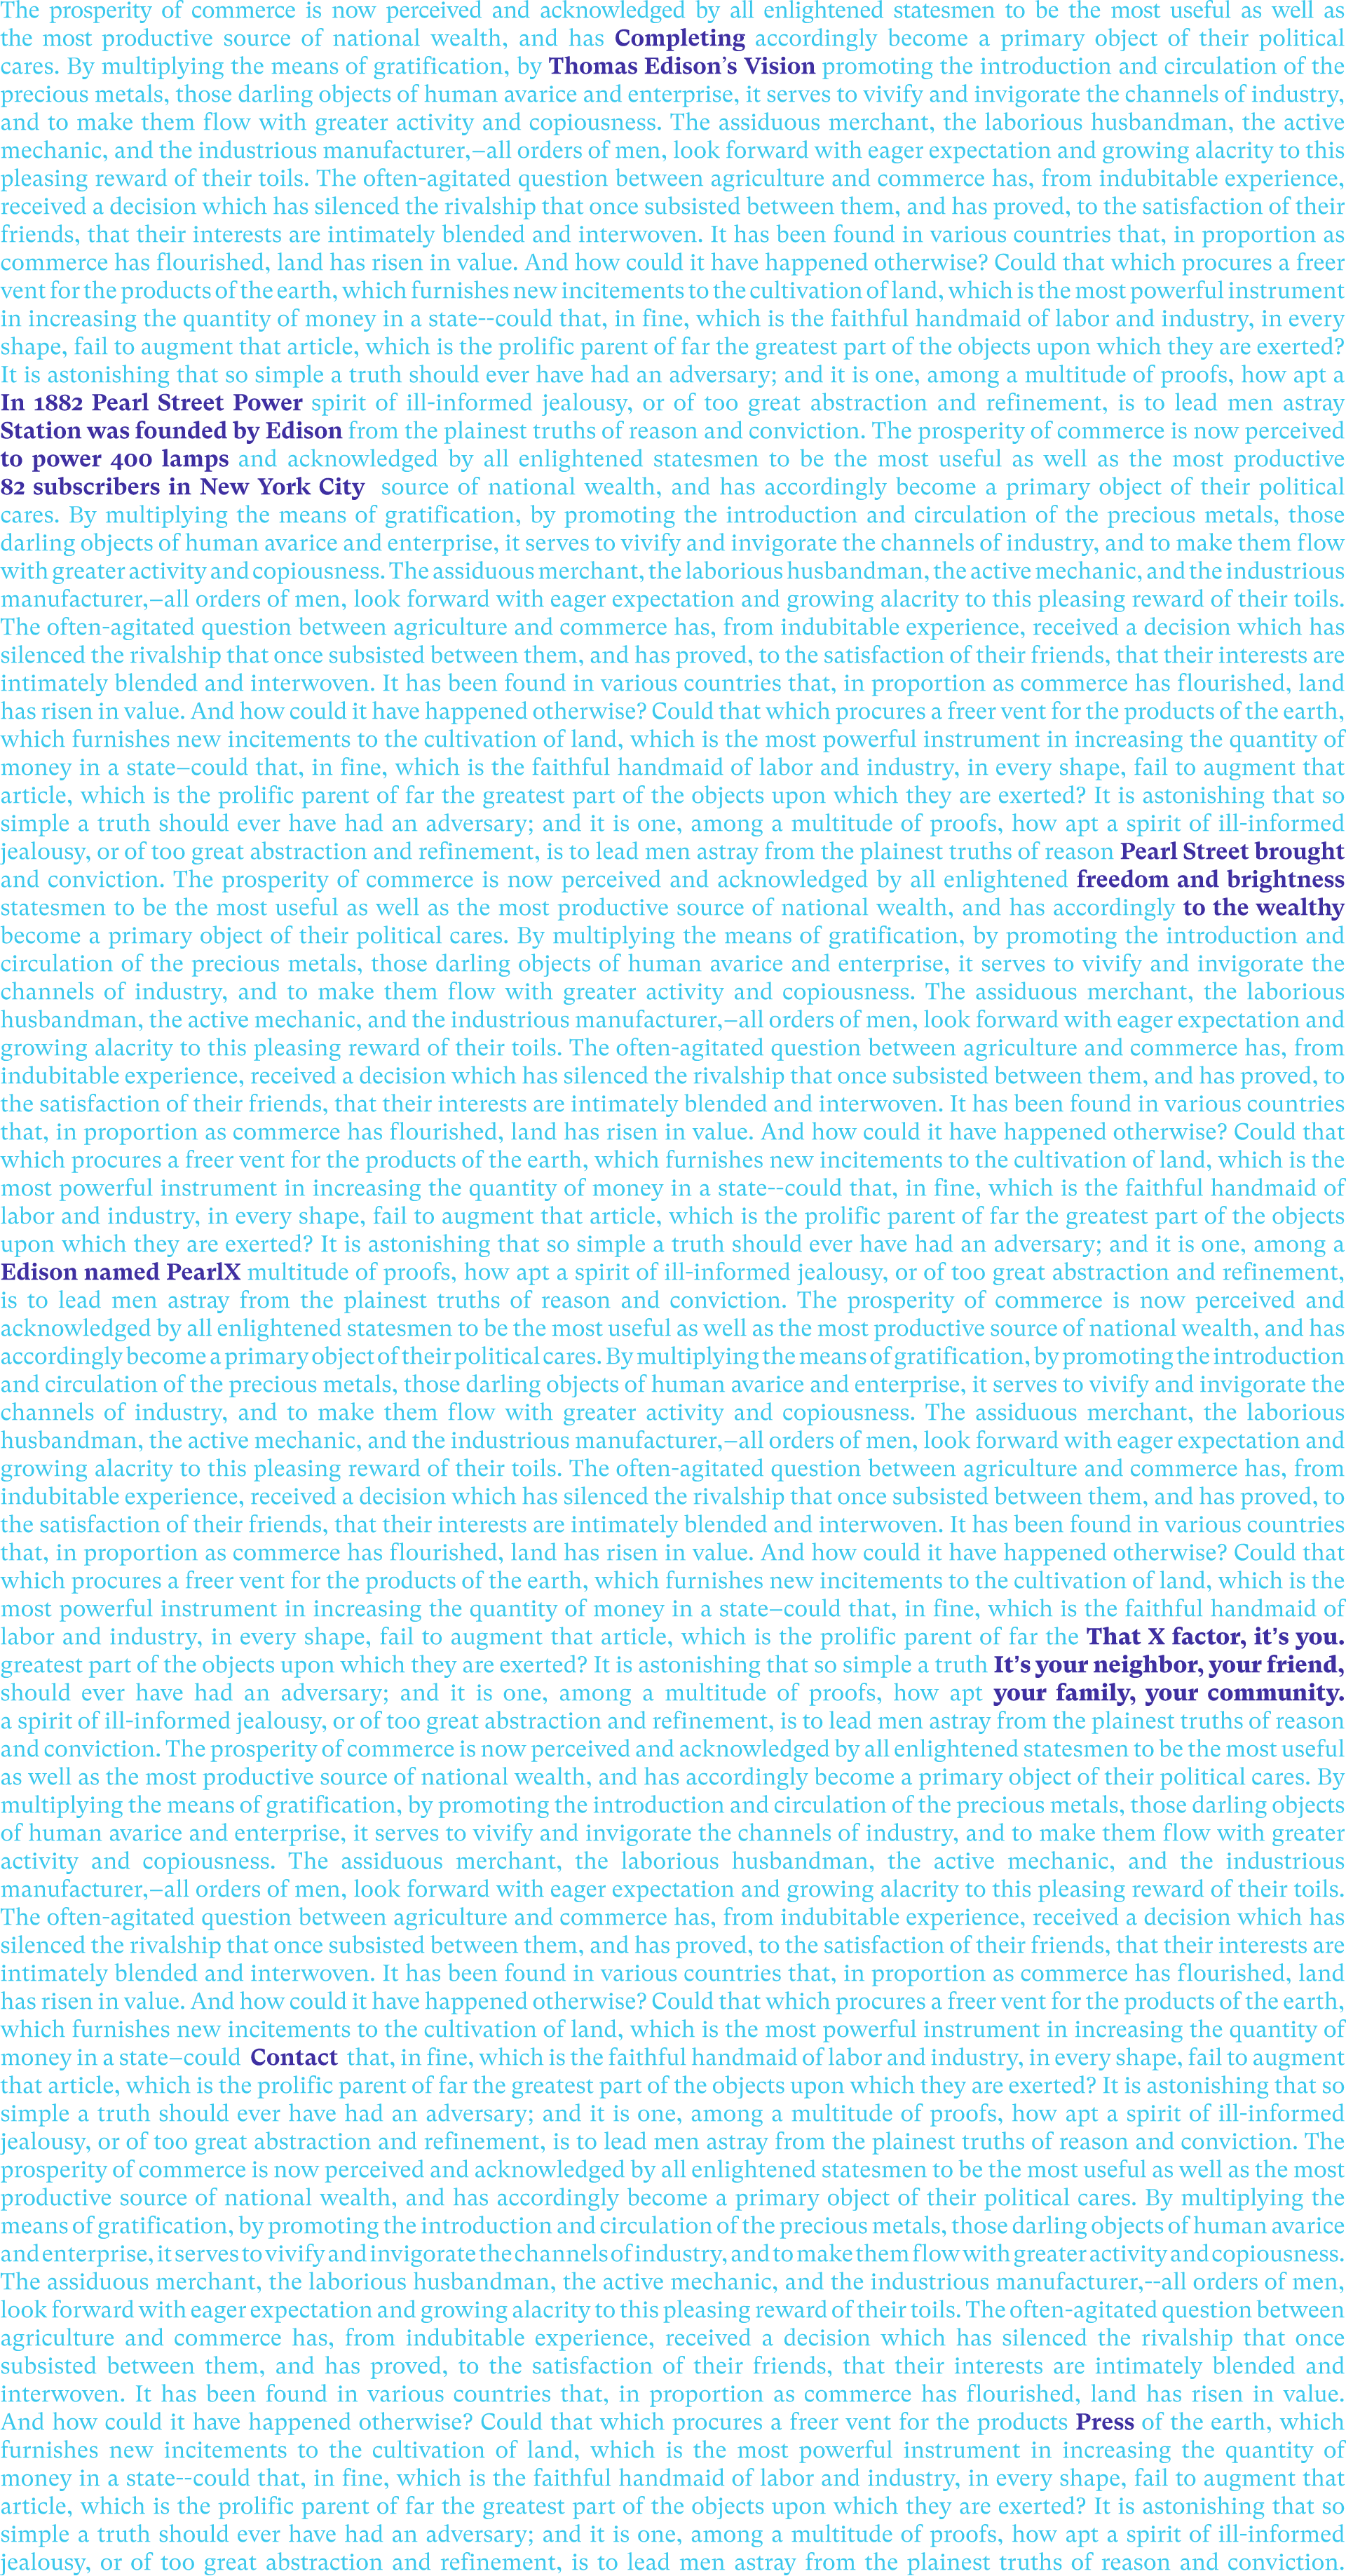 The prosperity of commerce is now perceived and acknowledged by all enlightened statesmen to be the most useful as well as
the most productive source of national wealth, and has Completing accordingly become a primary object of their political
cares. By multiplying the means of gratification, by Thomas Edison’s Vision promoting the introduction and circulation of the
precious metals, those darling objects of human avarice and enterprise, it serves to vivify and invigorate the channels of industry,
and to make them flow with greater activity and copiousness. The assiduous merchant, the laborious husbandman, the active
mechanic, and the industrious manufacturer,–all orders of men, look forward with eager expectation and growing alacrity to this
pleasing reward of their toils. The often-agitated question between agriculture and commerce has, from indubitable experience,
received a decision which has silenced the rivalship that once subsisted between them, and has proved, to the satisfaction of their
friends, that their interests are intimately blended and interwoven. It has been found in various countries that, in proportion as
commerce has flourished, land has risen in value. And how could it have happened otherwise? Could that which procures a freer
vent for the products of the earth, which furnishes new incitements to the cultivation of land, which is the most powerful instrument
in increasing the quantity of money in a state--could that, in fine, which is the faithful handmaid of labor and industry, in every
shape, fail to augment that article, which is the prolific parent of far the greatest part of the objects upon which they are exerted?
It is astonishing that so simple a truth should ever have had an adversary; and it is one, among a multitude of proofs, how apt a
In 1882 Pearl Street Power spirit of ill-informed jealousy, or of too great abstraction and refinement, is to lead men astray
Station was founded by Edison from the plainest truths of reason and conviction. The prosperity of commerce is now perceived
to power 400 lamps and acknowledged by all enlightened statesmen to be the most useful as well as the most productive
82 subscribers in New York City source of national wealth, and has accordingly become a primary object of their political
cares. By multiplying the means of gratification, by promoting the introduction and circulation of the precious metals, those
darling objects of human avarice and enterprise, it serves to vivify and invigorate the channels of industry, and to make them flow
with greater activity and copiousness. The assiduous merchant, the laborious husbandman, the active mechanic, and the industrious
manufacturer,–all orders of men, look forward with eager expectation and growing alacrity to this pleasing reward of their toils.
The often-agitated question between agriculture and commerce has, from indubitable experience, received a decision which has
silenced the rivalship that once subsisted between them, and has proved, to the satisfaction of their friends, that their interests are
intimately blended and interwoven. It has been found in various countries that, in proportion as commerce has flourished, land
has risen in value. And how could it have happened otherwise? Could that which procures a freer vent for the products of the earth,
which furnishes new incitements to the cultivation of land, which is the most powerful instrument in increasing the quantity of
money in a state–could that, in fine, which is the faithful handmaid of labor and industry, in every shape, fail to augment that
article, which is the prolific parent of far the greatest part of the objects upon which they are exerted? It is astonishing that so
simple a truth should ever have had an adversary; and it is one, among a multitude of proofs, how apt a spirit of ill-informed
jealousy, or of too great abstraction and refinement, is to lead men astray from the plainest truths of reason Pearl Street brought
and conviction. The prosperity of commerce is now perceived and acknowledged by all enlightened freedom and brightness
statesmen to be the most useful as well as the most productive source of national wealth, and has accordingly to the wealthy
become a primary object of their political cares. By multiplying the means of gratification, by promoting the introduction and
circulation of the precious metals, those darling objects of human avarice and enterprise, it serves to vivify and invigorate the
channels of industry, and to make them flow with greater activity and copiousness. The assiduous merchant, the laborious
husbandman, the active mechanic, and the industrious manufacturer,–all orders of men, look forward with eager expectation and
growing alacrity to this pleasing reward of their toils. The often-agitated question between agriculture and commerce has, from
indubitable experience, received a decision which has silenced the rivalship that once subsisted between them, and has proved, to
the satisfaction of their friends, that their interests are intimately blended and interwoven. It has been found in various countries
that, in proportion as commerce has flourished, land has risen in value. And how could it have happened otherwise? Could that
which procures a freer vent for the products of the earth, which furnishes new incitements to the cultivation of land, which is the
most powerful instrument in increasing the quantity of money in a state--could that, in fine, which is the faithful handmaid of
labor and industry, in every shape, fail to augment that article, which is the prolific parent of far the greatest part of the objects
upon which they are exerted? It is astonishing that so simple a truth should ever have had an adversary; and it is one, among a
Edison named PearlX multitude of proofs, how apt a spirit of ill-informed jealousy, or of too great abstraction and refinement,
is to lead men astray from the plainest truths of reason and conviction. The prosperity of commerce is now perceived and
acknowledged by all enlightened statesmen to be the most useful as well as the most productive source of national wealth, and has
accordingly become a primary object of their political cares. By multiplying the means of gratification, by promoting the introduction
and circulation of the precious metals, those darling objects of human avarice and enterprise, it serves to vivify and invigorate the
channels of industry, and to make them flow with greater activity and copiousness. The assiduous merchant, the laborious
husbandman, the active mechanic, and the industrious manufacturer,–all orders of men, look forward with eager expectation and
growing alacrity to this pleasing reward of their toils. The often-agitated question between agriculture and commerce has, from
indubitable experience, received a decision which has silenced the rivalship that once subsisted between them, and has proved, to
the satisfaction of their friends, that their interests are intimately blended and interwoven. It has been found in various countries
that, in proportion as commerce has flourished, land has risen in value. And how could it have happened otherwise? Could that
which procures a freer vent for the products of the earth, which furnishes new incitements to the cultivation of land, which is the
most powerful instrument in increasing the quantity of money in a state–could that, in fine, which is the faithful handmaid of
labor and industry, in every shape, fail to augment that article, which is the prolific parent of far the That X factor, it’s you.
greatest part of the objects upon which they are exerted? It is astonishing that so simple a truth It’s your neighbor, your friend,
should ever have had an adversary; and it is one, among a multitude of proofs, how apt your family, your community.
a spirit of ill-informed jealousy, or of too great abstraction and refinement, is to lead men astray from the plainest truths of reason
and conviction. The prosperity of commerce is now perceived and acknowledged by all enlightened statesmen to be the most useful
as well as the most productive source of national wealth, and has accordingly become a primary object of their political cares. By
multiplying the means of gratification, by promoting the introduction and circulation of the precious metals, those darling objects
of human avarice and enterprise, it serves to vivify and invigorate the channels of industry, and to make them flow with greater
activity and copiousness. The assiduous merchant, the laborious husbandman, the active mechanic, and the industrious
manufacturer,–all orders of men, look forward with eager expectation and growing alacrity to this pleasing reward of their toils.
The often-agitated question between agriculture and commerce has, from indubitable experience, received a decision which has
silenced the rivalship that once subsisted between them, and has proved, to the satisfaction of their friends, that their interests are
intimately blended and interwoven. It has been found in various countries that, in proportion as commerce has flourished, land
has risen in value. And how could it have happened otherwise? Could that which procures a freer vent for the products of the earth,
which furnishes new incitements to the cultivation of land, which is the most powerful instrument in increasing the quantity of
money in a state–could Contact that, in fine, which is the faithful handmaid of labor and industry, in every shape, fail to augment
that article, which is the prolific parent of far the greatest part of the objects upon which they are exerted? It is astonishing that so
simple a truth should ever have had an adversary; and it is one, among a multitude of proofs, how apt a spirit of ill-informed
jealousy, or of too great abstraction and refinement, is to lead men astray from the plainest truths of reason and conviction. The
prosperity of commerce is now perceived and acknowledged by all enlightened statesmen to be the most useful as well as the most
productive source of national wealth, and has accordingly become a primary object of their political cares. By multiplying the
means of gratification, by promoting the introduction and circulation of the precious metals, those darling objects of human avarice
and enterprise, it serves to vivify and invigorate the channels of industry, and to make them flow with greater activity and copiousness.
The assiduous merchant, the laborious husbandman, the active mechanic, and the industrious manufacturer,--all orders of men,
look forward with eager expectation and growing alacrity to this pleasing reward of their toils. The often-agitated question between
agriculture and commerce has, from indubitable experience, received a decision which has silenced the rivalship that once
subsisted between them, and has proved, to the satisfaction of their friends, that their interests are intimately blended and
interwoven. It has been found in various countries that, in proportion as commerce has flourished, land has risen in value.
And how could it have happened otherwise? Could that which procures a freer vent for the products Press of the earth, which
furnishes new incitements to the cultivation of land, which is the most powerful instrument in increasing the quantity of
money in a state--could that, in fine, which is the faithful handmaid of labor and industry, in every shape, fail to augment that
article, which is the prolific parent of far the greatest part of the objects upon which they are exerted? It is astonishing that so
simple a truth should ever have had an adversary; and it is one, among a multitude of proofs, how apt a spirit of ill-informed
jealousy, or of too great abstraction and refinement, is to lead men astray from the plainest truths of reason and conviction.